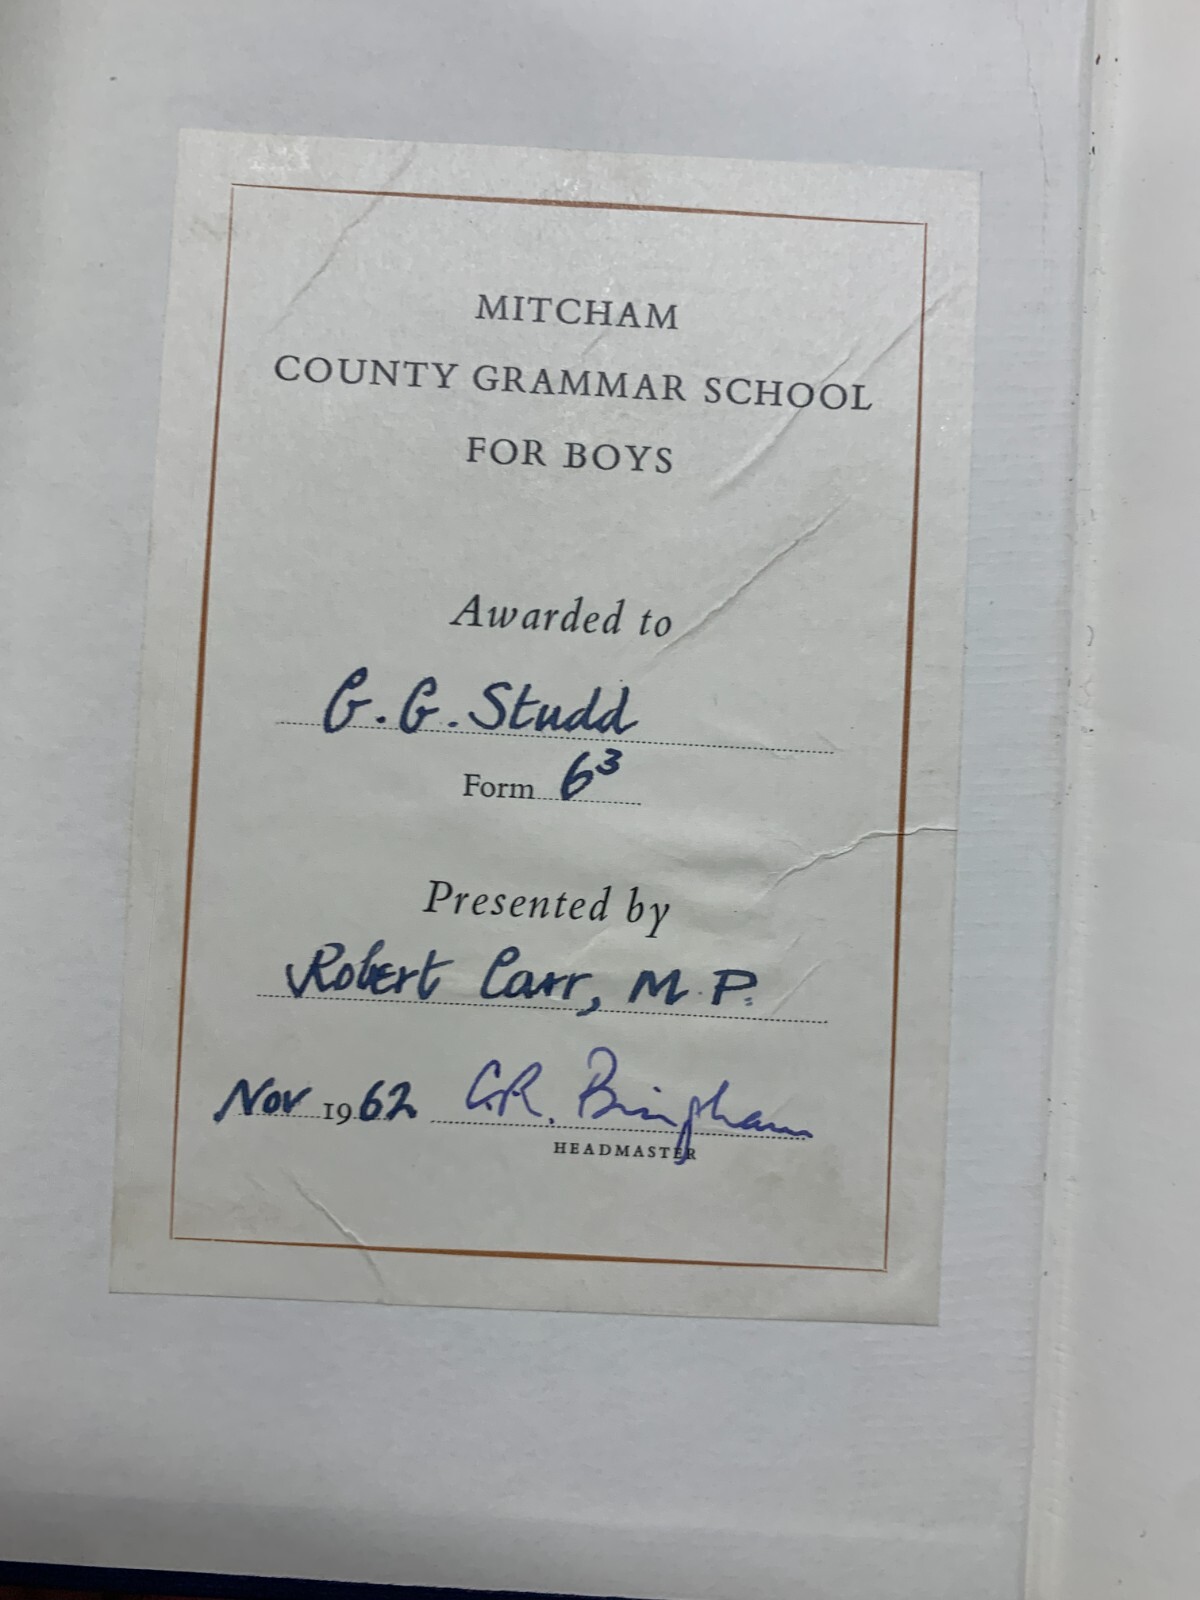 MITCHAM
COUNTY GRAMMAR SCHOOL
FOR BOYS
Awarded to
G. G. Studd
Form 6³
Presented by
Robert Carr, M.P.
Nov 1962 C.R. Bingham
HEADMASTER